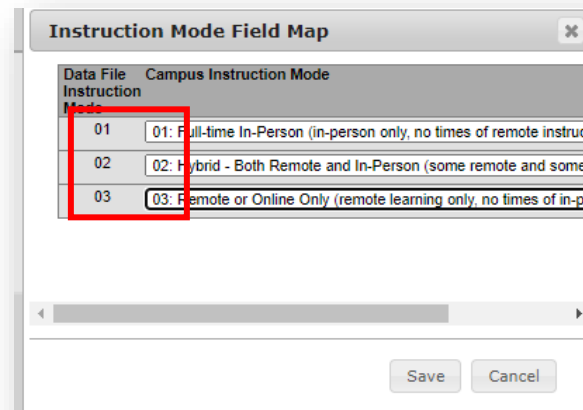 Instruction Mode Field Map
Data File Campus Instruction Mode
Instruction
Mode
01 01: Full-time In-Person (in-person only, no times of remote instruc
02 02: Hybrid - Both Remote and In-Person (some remote and some
03 03: Remote or Online Only (remote learning only, no times of in-p
Save Cancel